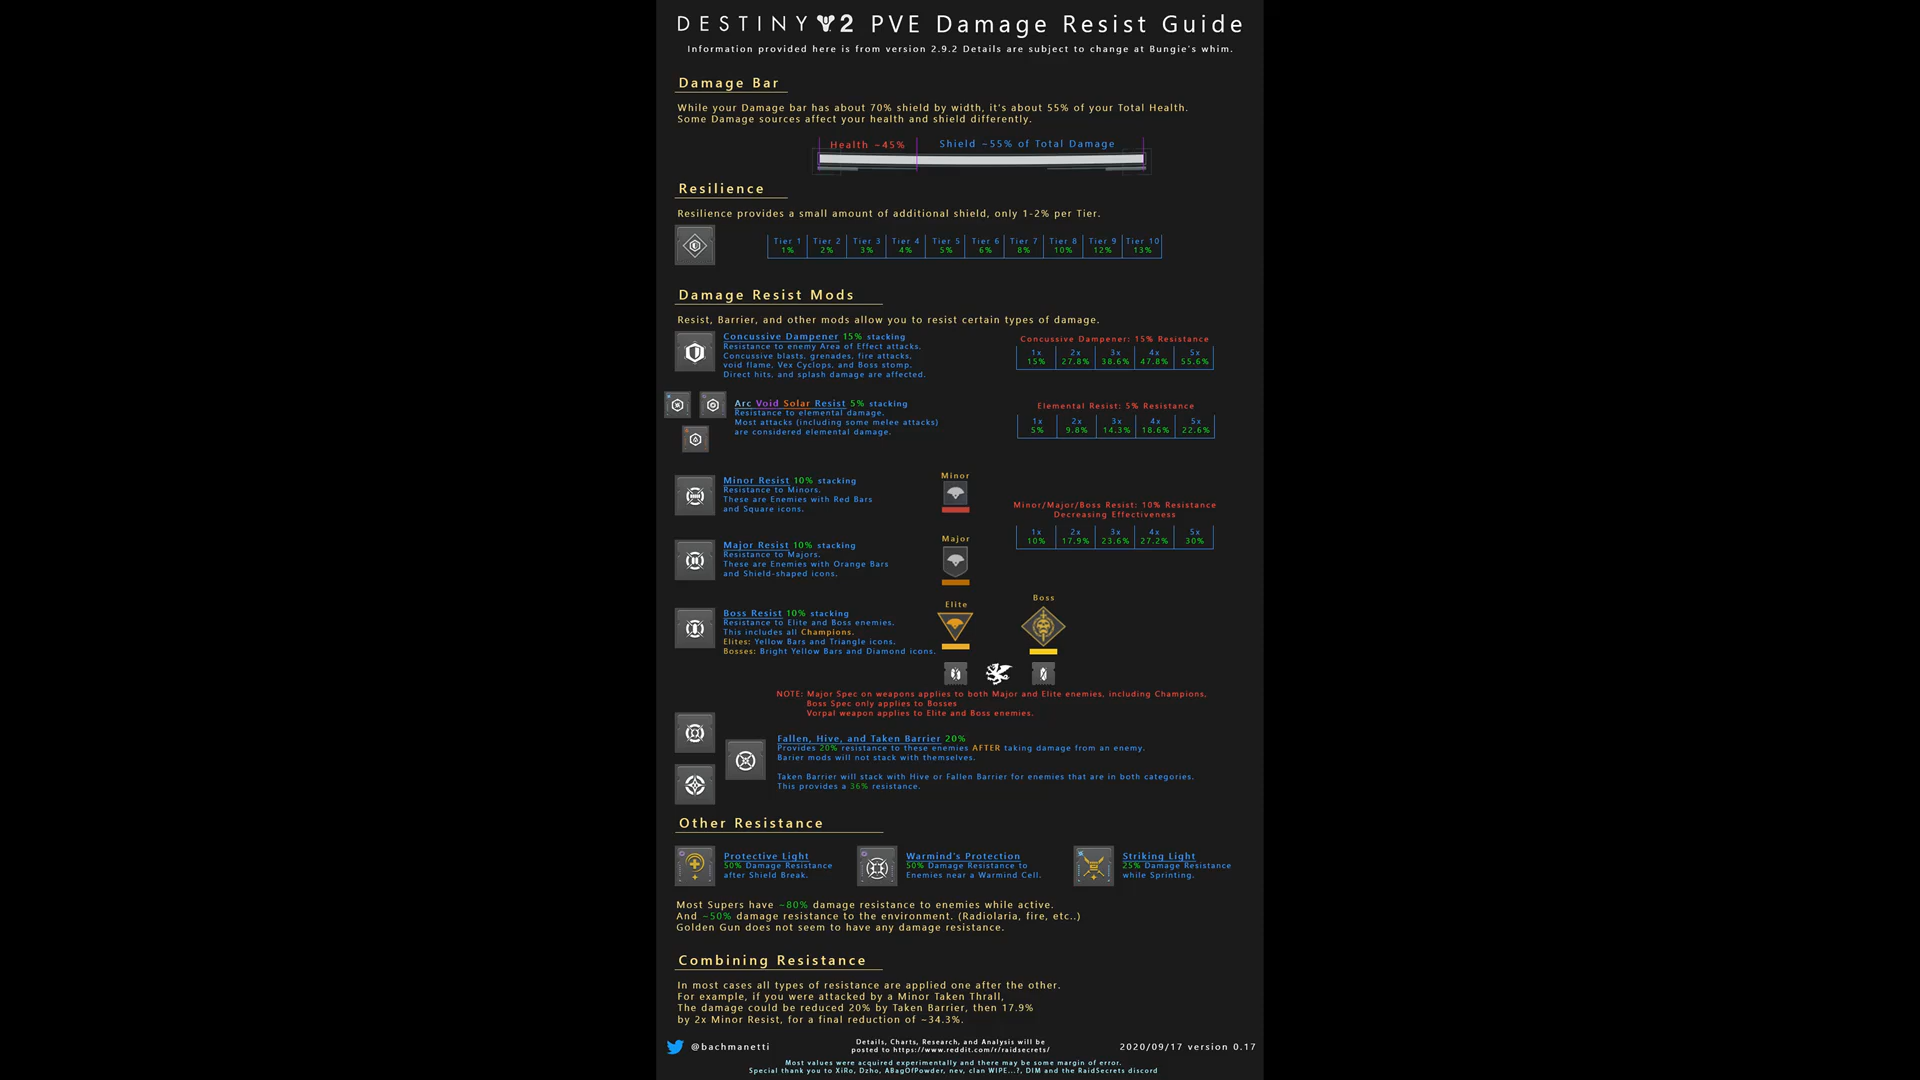 DESTINY 2 PVE Damage Resist Guide
Information provided here is from version 2.9.2 Details are subject to change at Bungie's whim.
Damage Bar
While your Damage bar has about 70% shield by width, it's about 55% of your Total Health.
Some Damage sources affect your health and shield differently.
Health ~45% Shield ~55% of Total Damage
Resilience
Resilience provides a small amount of additional shield, only 1-2% per Tier.
Tier 1 Tier 2 Tier 3 Tier 4 Tier 5 Tier 6 Tier 7 Tier 8 Tier 9 Tier 10
1% 2% 3% 4% 5% 6% 8% 10% 12% 13%
Damage Resist Mods
Resist, Barrier, and other mods allow you to resist certain types of damage.
Concussive Dampener 15% stacking
Resistance to enemy Area of Effect attacks.
Concussive blasts, grenades, fire attacks,
void flame, Vex Cyclops, and Boss stomp.
Direct hits, and splash damage are affected.
Concussive Dampener: 15% Resistance
1x 2x 3x 4x 5x
15% 27.8% 38.6% 47.8% 55.6%
Arc Void Solar Resist 5% stacking
Resistance to elemental damage.
Most attacks (including some melee attacks)
are considered elemental damage.
Elemental Resist: 5% Resistance
1x 2x 3x 4x 5x
5% 9.8% 14.3% 18.6% 22.6%
Minor Resist 10% stacking
Resistance to Minors.
These are Enemies with Red Bars
and Square icons.
Minor
Minor/Major/Boss Resist: 10% Resistance
Decreasing Effectiveness
1x 2x 3x 4x 5x
10% 17.9% 23.6% 27.2% 30%
Major Resist 10% stacking
Resistance to Majors.
These are Enemies with Orange Bars
and Shield-shaped icons.
Major
Boss Resist 10% stacking
Resistance to Elite and Boss enemies.
This includes all Champions.
Elites: Yellow Bars and Triangle icons.
Bosses: Bright Yellow Bars and Diamond icons.
Elite
Boss
NOTE: Major Spec on weapons applies to both Major and Elite enemies, including Champions,
Boss Spec only applies to Bosses
Vorpal weapon applies to Elite and Boss enemies.
Fallen, Hive, and Taken Barrier 20%
Provides 20% resistance to these enemies AFTER taking damage from an enemy.
Barier mods will not stack with themselves.
Taken Barrier will stack with Hive or Fallen Barrier for enemies that are in both categories.
This provides a 36% resistance.
Other Resistance
Protective Light
50% Damage Resistance
after Shield Break.
Warmind's Protection
50% Damage Resistance to
Enemies near a Warmind Cell.
Striking Light
25% Damage Resistance
while Sprinting.
Most Supers have ~80% damage resistance to enemies while active.
And ~50% damage resistance to the environment. (Radiolaria, fire, etc..)
Golden Gun does not seem to have any damage resistance.
Combining Resistance
In most cases all types of resistance are applied one after the other.
For example, if you were attacked by a Minor Taken Thrall,
The damage could be reduced 20% by Taken Barrier, then 17.9%
by 2x Minor Resist, for a final reduction of ~34.3%.
@bachmanetti
Details, Charts, Research, and Analysis will be
posted to https://www.reddit.com/r/raidsecrets/
2020/09/17 version 0.17
Most values were acquired experimentally and there may be some margin of error.
Special thank you to XiRo, Dzho, ABagOfPowder, nev, clan WIPE...?, DIM and the RaidSecrets discord